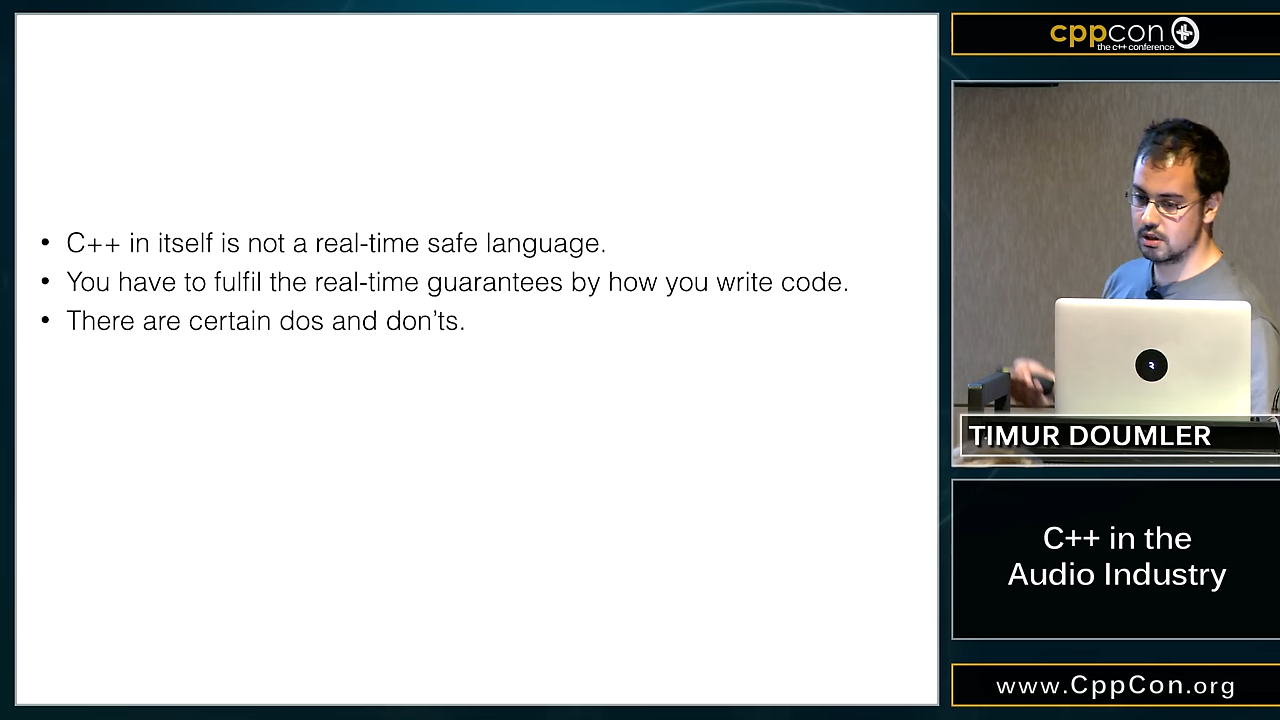 • C++ in itself is not a real-time safe language.
• You have to fulfil the real-time guarantees by how you write code.
• There are certain dos and don’ts.
cppcon
the c++ conference
TIMUR DOUMLER
C++ in the
Audio Industry
www.CppCon.org